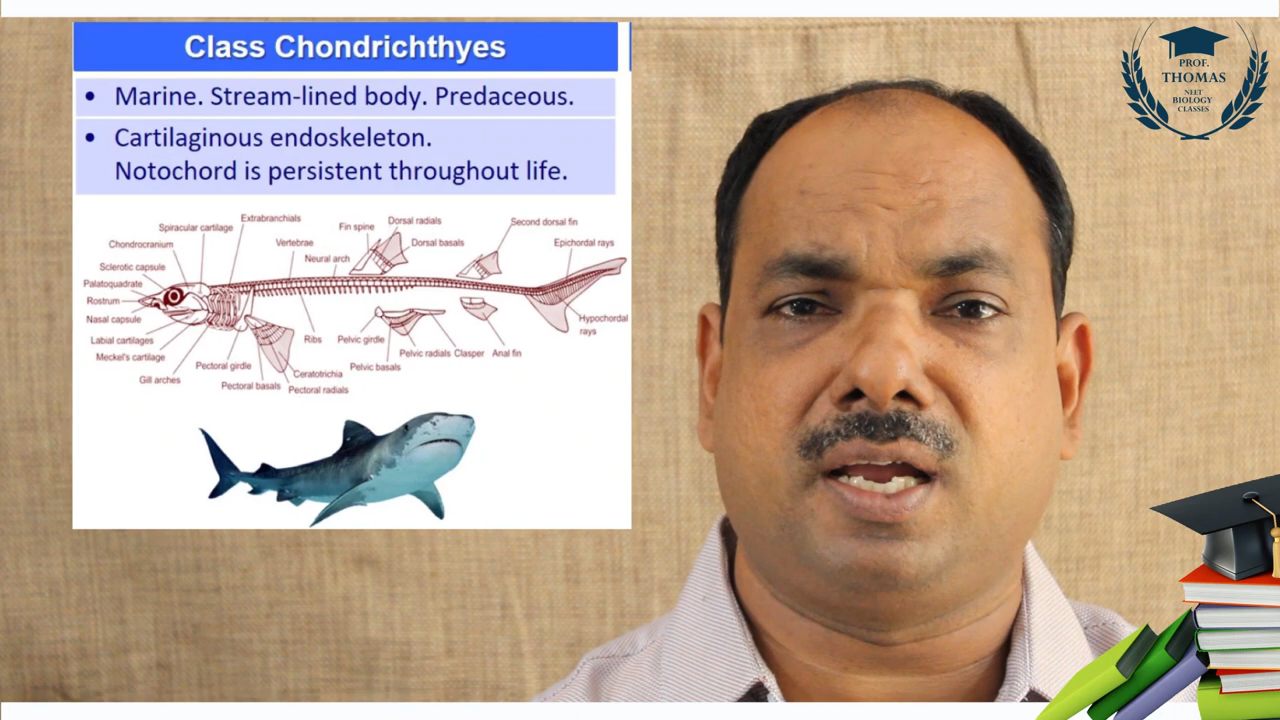 Class Chondrichthyes
• Marine. Stream-lined body. Predaceous.
• Cartilaginous endoskeleton.
Notochord is persistent throughout life.
Extrabranchials
Spiracular cartilage
Chondrocranium
Sclerotic capsule
Palatoquadrate
Rostrum
Nasal capsule
Labial cartilages
Meckel's cartilage
Gill arches
Vertebrae
Neural arch
Fin spine
Dorsal radials
Dorsal basals
Second dorsal fin
Epichordal rays
Hypochordal
rays
Ribs
Pelvic girdle
Pelvic radials
Clasper
Anal fin
Pelvic basals
Pectoral girdle
Ceratotrichia
Pectoral basals
Pectoral radials
PROF.
THOMAS
NEET
BIOLOGY
CLASSES